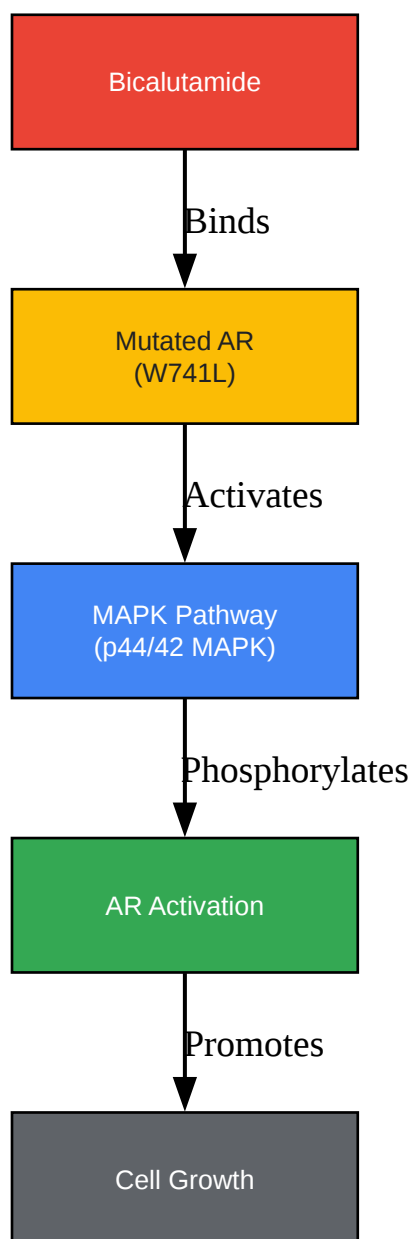 Bicalutamide
Binds
Mutated AR
(W741L)
Activates
MAPK Pathway
(p44/42 MAPK)
Phosphorylates
AR Activation
Promotes
Cell Growth